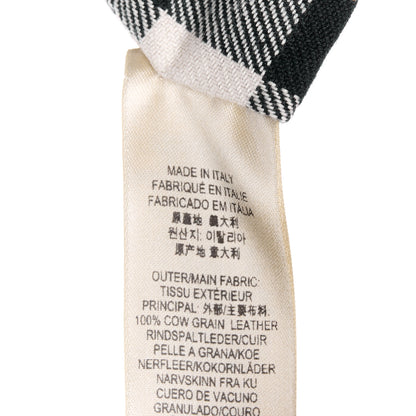 MADE IN ITALY
FABRIQUÉ EN ITALIE
FABRICADO EM ITÁLIA
原產地 義大利
원산지: 이탈리아
原产地 意大利
OUTER/MAIN FABRIC:
TISSU EXTÉRIEUR
PRINCIPAL: 外部/主要布料:
100% COW GRAIN LEATHER
RINDSPALTLEDER/CUIR
PELLE A GRANA/KOE
NERFLEER/KOKORNLÄDER
NARVSKINN FRA KU
CUERO DE VACUNO
GRANULADO/COURO